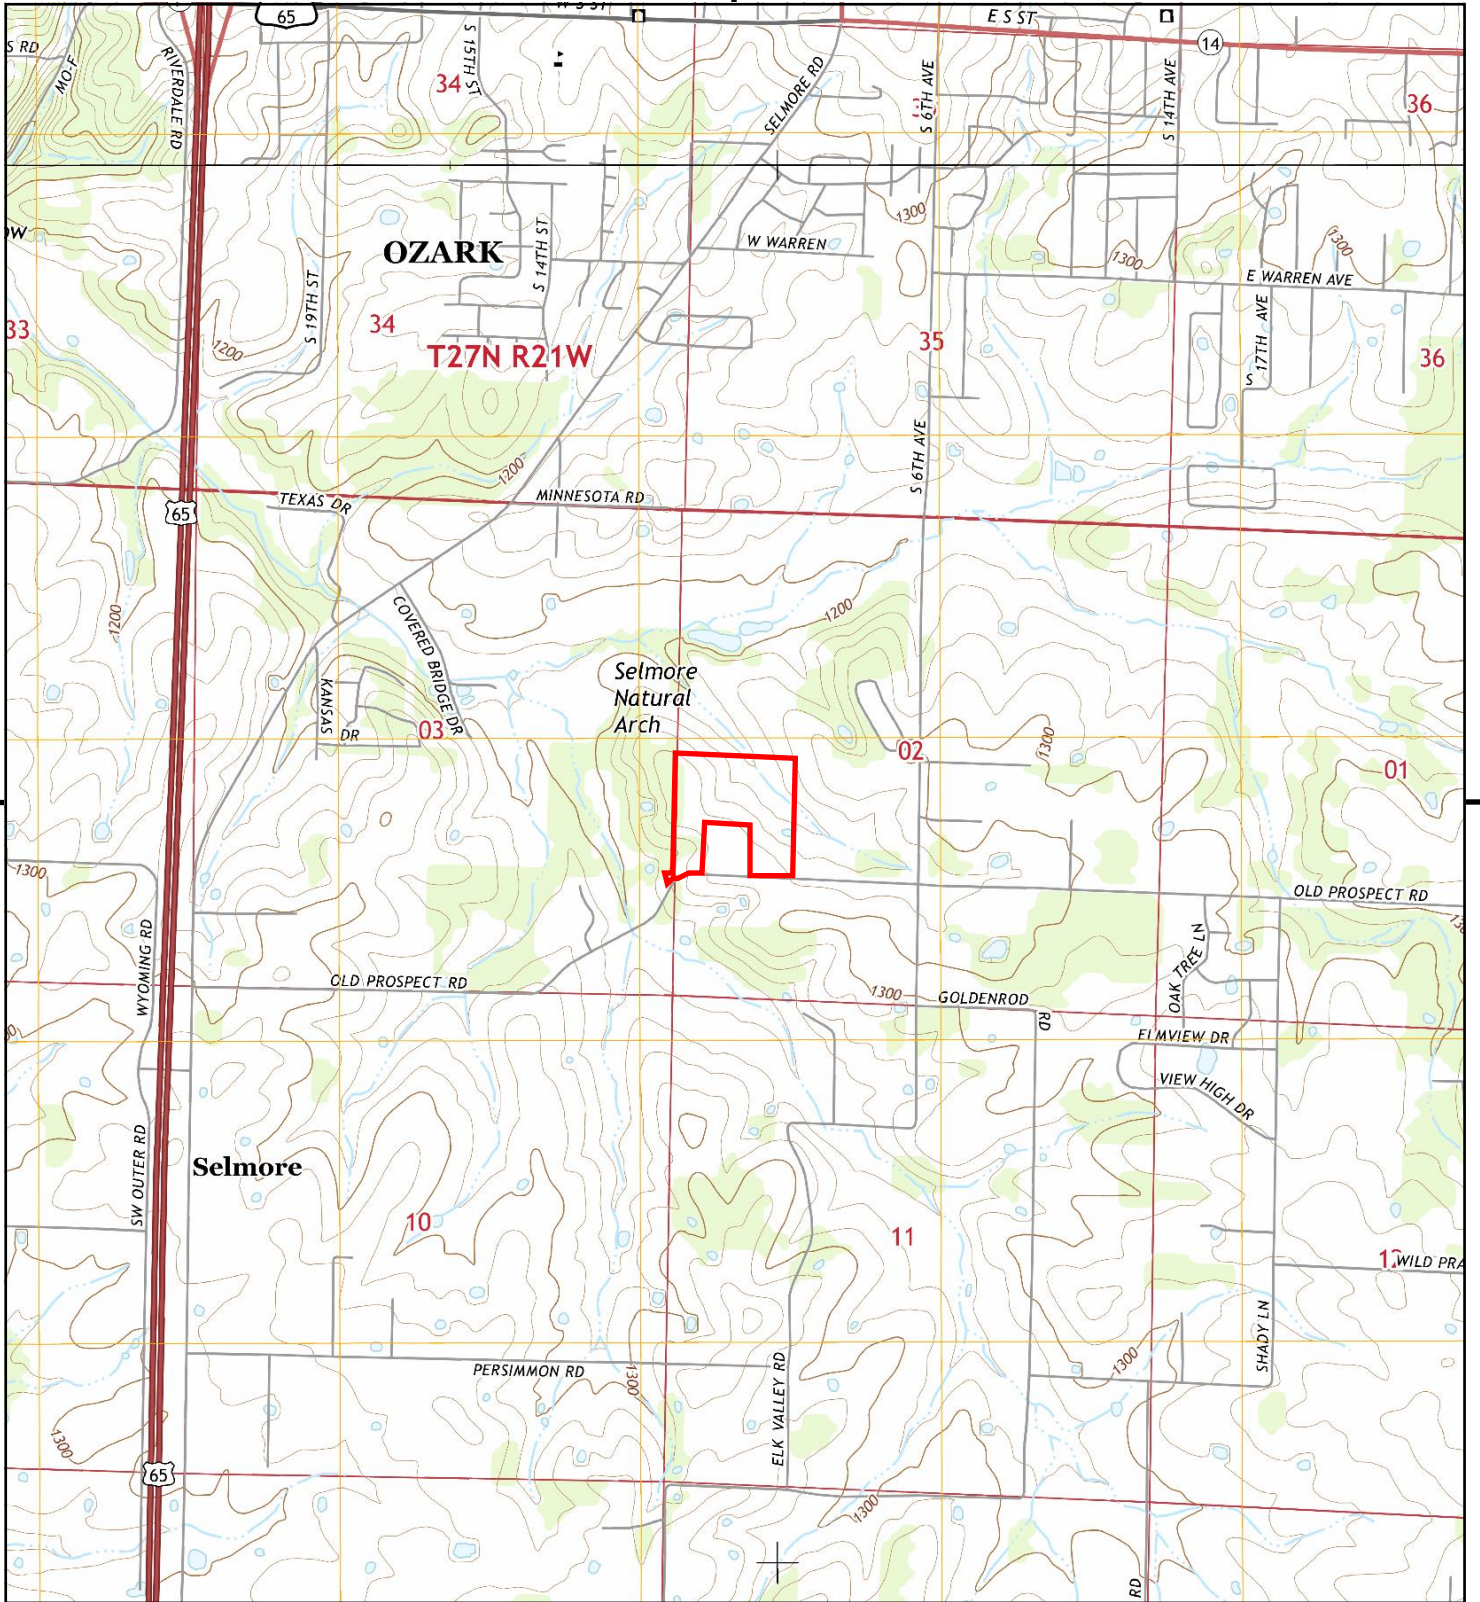 65
W S ST
E S ST
14
S RD
MO-F
RIVERDALE RD
S 15TH ST
34
SELMORE RD
S 6TH AVE
S 14TH AVE
36
1300
OZARK
W WARREN
S 14TH ST
S 19TH ST
1300
1300
E WARREN AVE
33
34
1200
T27N R21W
35
S 17TH AVE
36
S 6TH AVE
1200
TEXAS DR
MINNESOTA RD
65
1200
COVERED BRIDGE DR
1200
Selmore
Natural
Arch
KANSAS
DR
03
02
1300
01
1300
OLD PROSPECT RD
WYOMING RD
OAK TREE LN
OLD PROSPECT RD
1300
GOLDENROD
RD
ELMVIEW DR
VIEW HIGH DR
SW OUTER RD
Selmore
10
11
WILD PRA
SHADY LN
PERSIMMON RD
1300
ELK VALLEY RD
1300
1300
65
1300
RD